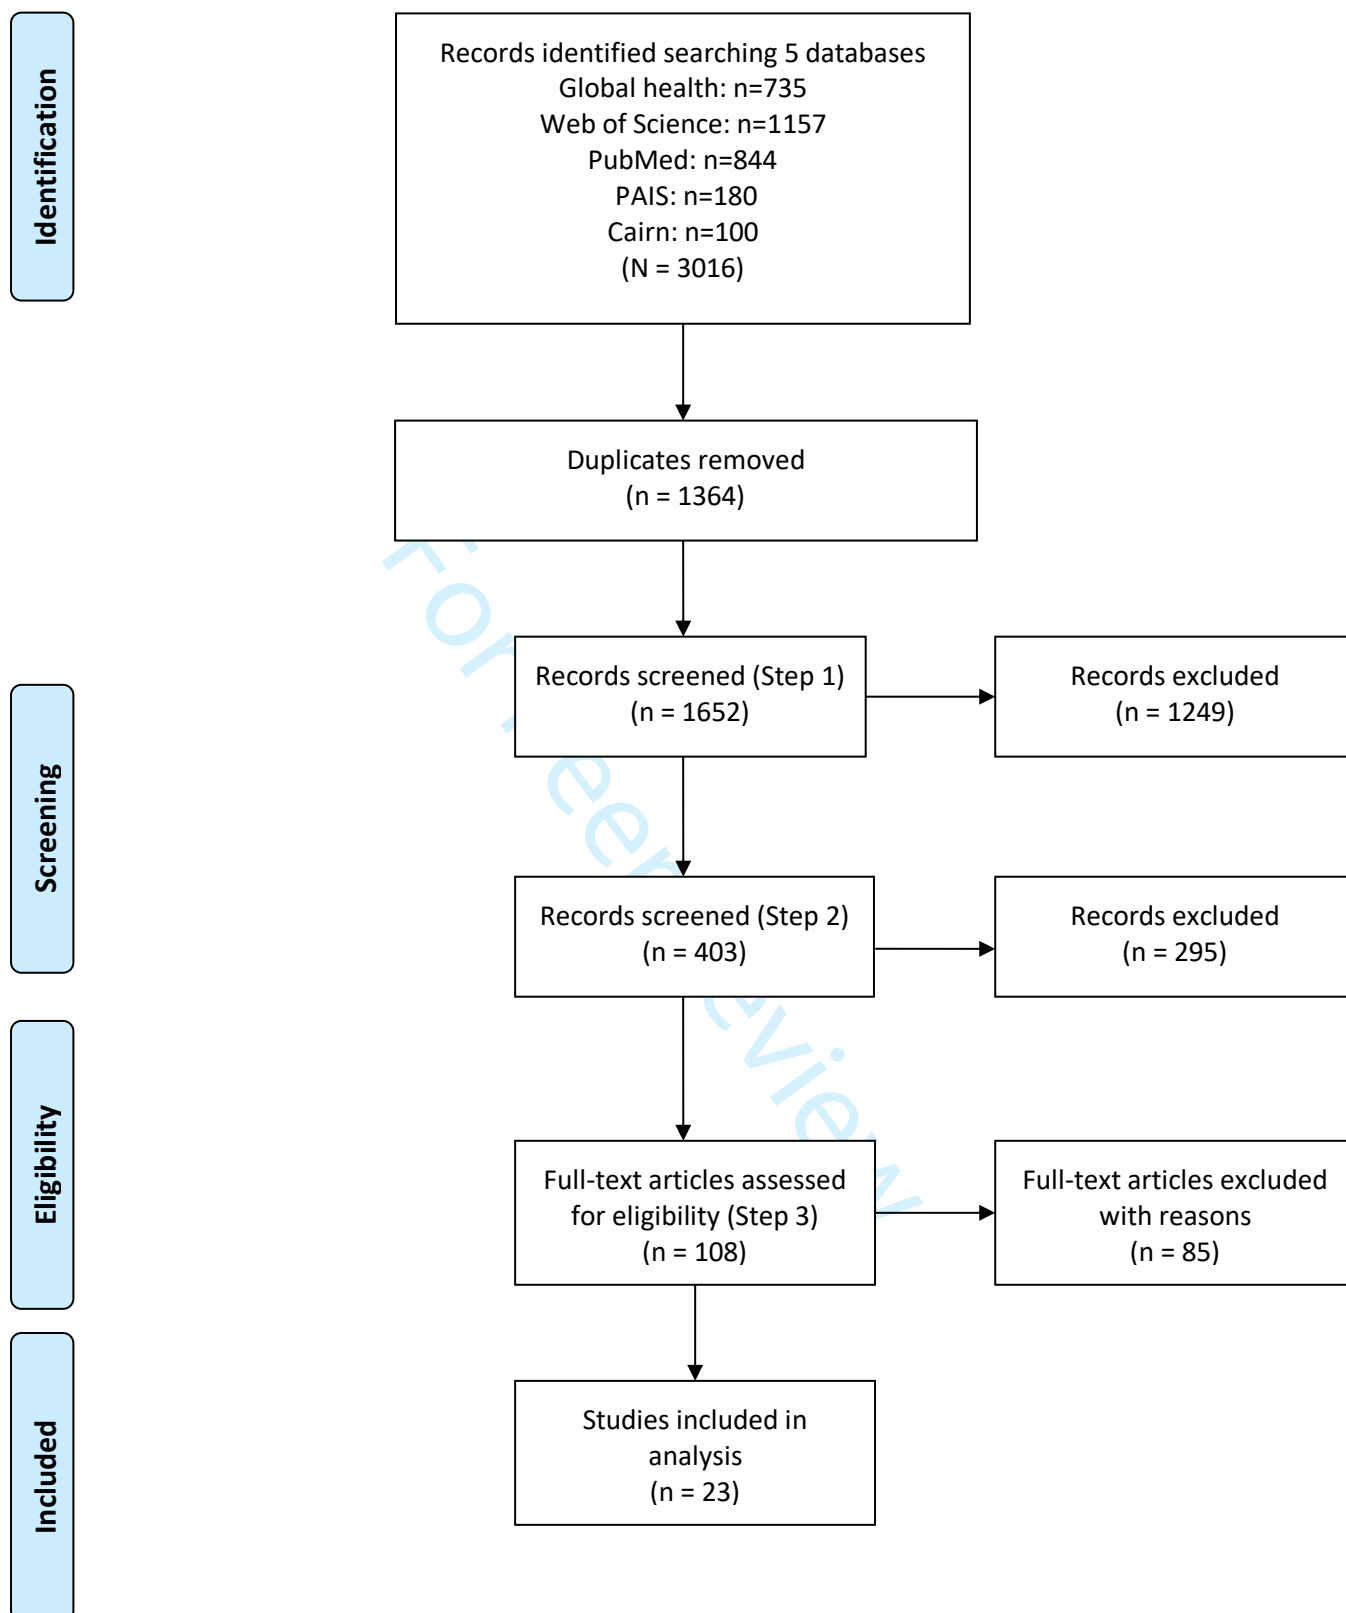 Identification
Records identified searching 5 databases
Global health: n=735
Web of Science: n=1157
PubMed: n=844
PAIS: n=180
Cairn: n=100
(N = 3016)
Duplicates removed
(n = 1364)
Screening
Records screened (Step 1)
(n = 1652)
Records excluded
(n = 1249)
Records screened (Step 2)
(n = 403)
Records excluded
(n = 295)
Eligibility
Full-text articles assessed
for eligibility (Step 3)
(n = 108)
Full-text articles excluded
with reasons
(n = 85)
Included
Studies included in
analysis
(n = 23)
For Peer Review